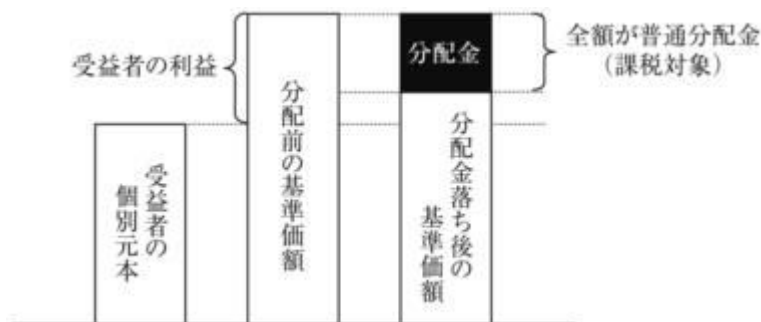 受益者の利益
分配金
全額が普通分配金
（課税対象）
受益者の
個別元本
分配前の基準価額
分配金落ち後の
基準価額